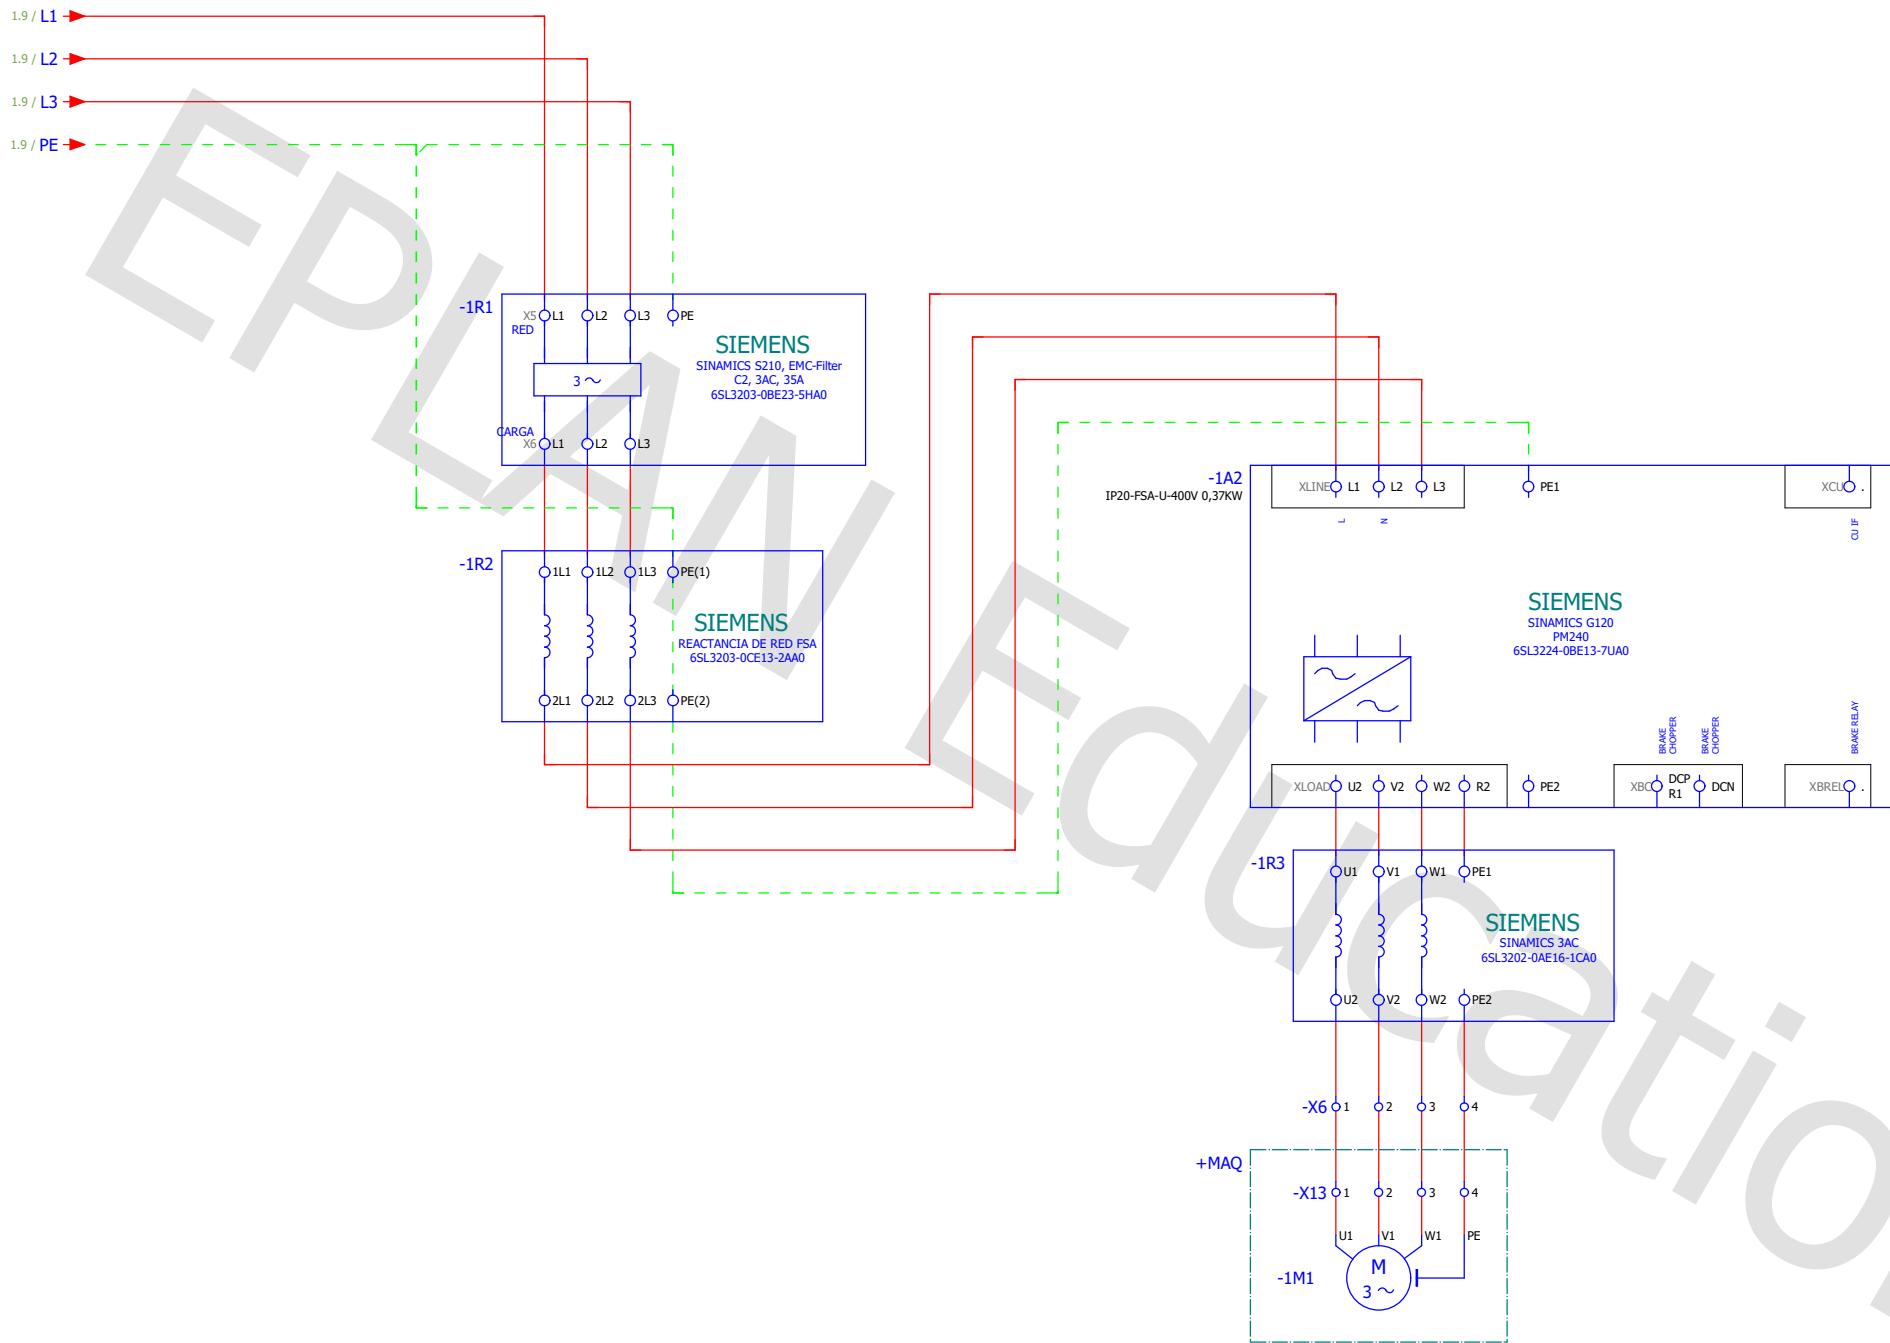 1.9 / L1
1.9 / L2
1.9 / L3
1.9 / PE
-1R1
X5 L1 L2 L3 PE
RED
SIEMENS
SINAMICS S210, EMC-Filter
C2, 3AC, 35A
6SL3203-0BE23-5HA0
3 ~
CARGA
X6 L1 L2 L3
-1R2
1L1 1L2 1L3 PE(1)
SIEMENS
REACTANCIA DE RED FSA
6SL3203-0CE13-2AA0
2L1 2L2 2L3 PE(2)
-1A2
IP20-FSA-U-400V 0,37KW
XLINE L1 L2 L3 PE1
L N
XCU .
CU IF
SIEMENS
SINAMICS G120
PM240
6SL3224-0BE13-7UA0
BRAKE
CHOPPER
BRAKE
CHOPPER
BRAKE RELAY
XLOAD U2 V2 W2 R2 PE2
XBC DCP
R1
DCN
XBREL .
-1R3
U1 V1 W1 PE1
SIEMENS
SINAMICS 3AC
6SL3202-0AE16-1CA0
U2 V2 W2 PE2
-X6 1 2 3 4
+MAQ
-X13 1 2 3 4
U1 V1 W1 PE
-1M1
M
3 ~
EPLAN Education